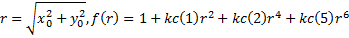 r = √(x₀² + y₀²), f(r) = 1 + kc(1)r² + kc(2)r⁴ + kc(5)r⁶